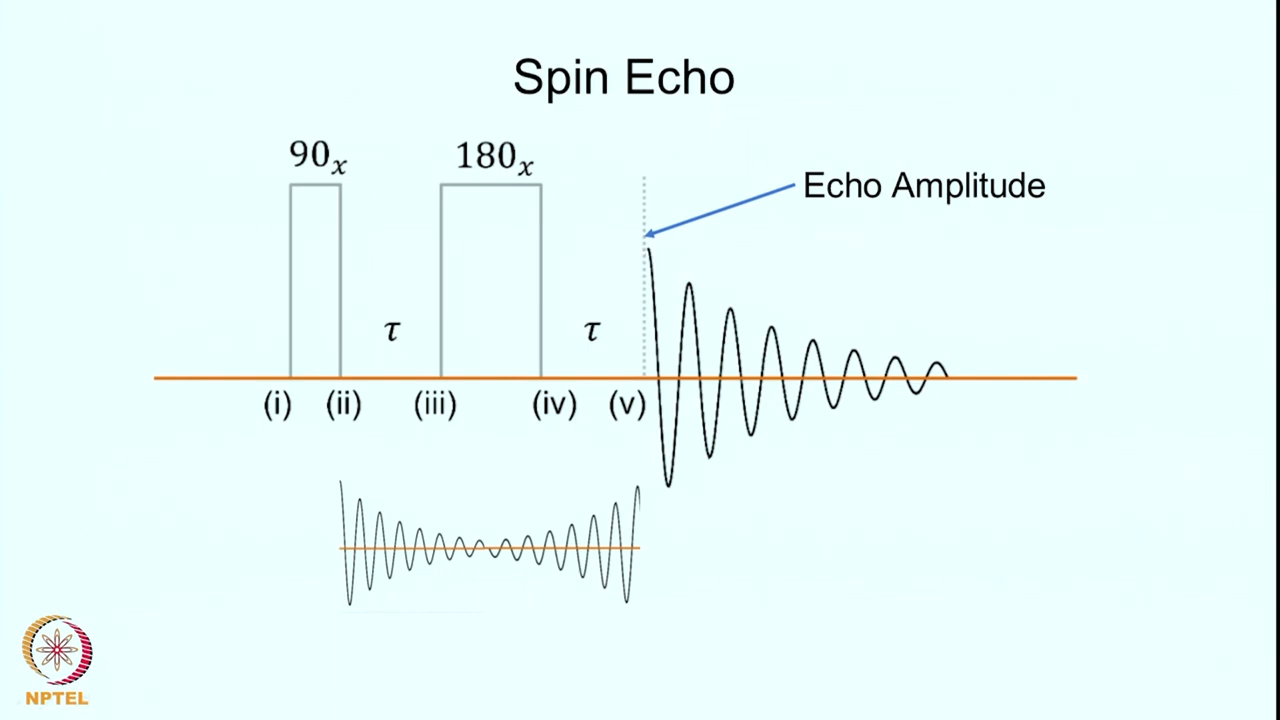 Spin Echo
90x 180x
Echo Amplitude
τ τ
(i) (ii) (iii) (iv) (v)
NPTEL